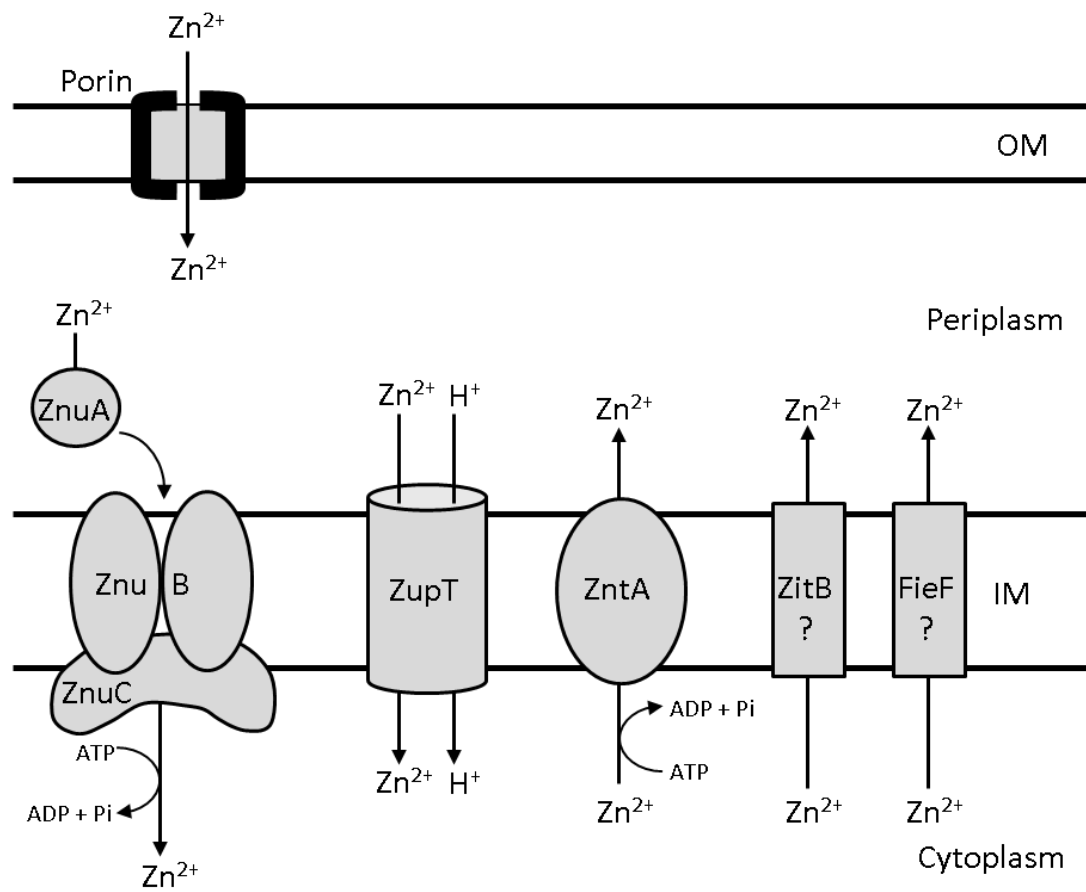 Zn²⁺
Porin
OM
Zn²⁺
Zn²⁺
Periplasm
ZnuA
Zn²⁺ H⁺ Zn²⁺ Zn²⁺ Zn²⁺
Znu B ZupT ZntA ZitB FieF IM
? ?
ZnuC
ATP ADP + Pi
ADP + Pi Zn²⁺ H⁺ ATP
Zn²⁺ Zn²⁺ Zn²⁺
Zn²⁺ Cytoplasm